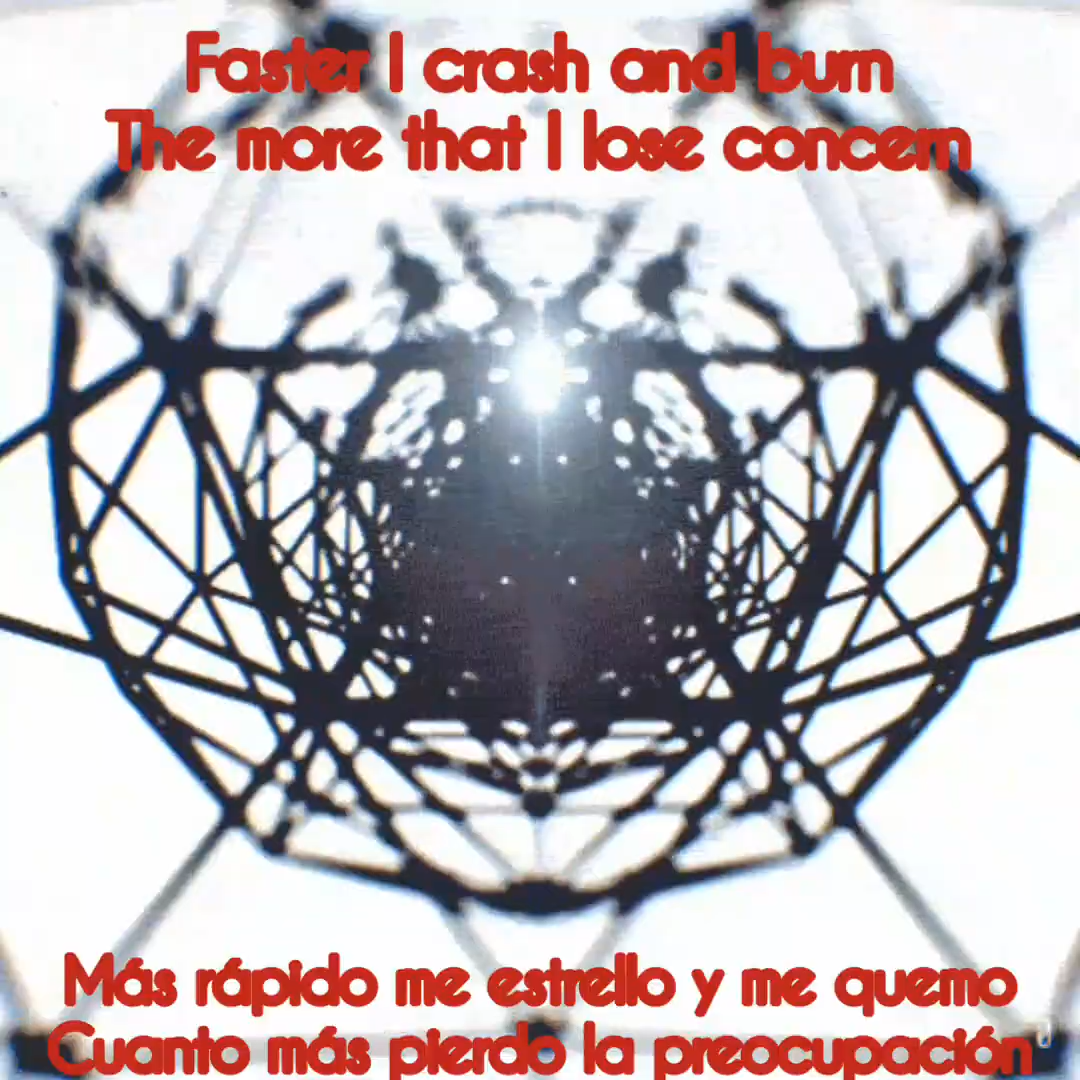 Faster I crash and burn
The more that I lose concern
Más rápido me estrello y me quemo
Cuanto más pierdo la preocupación